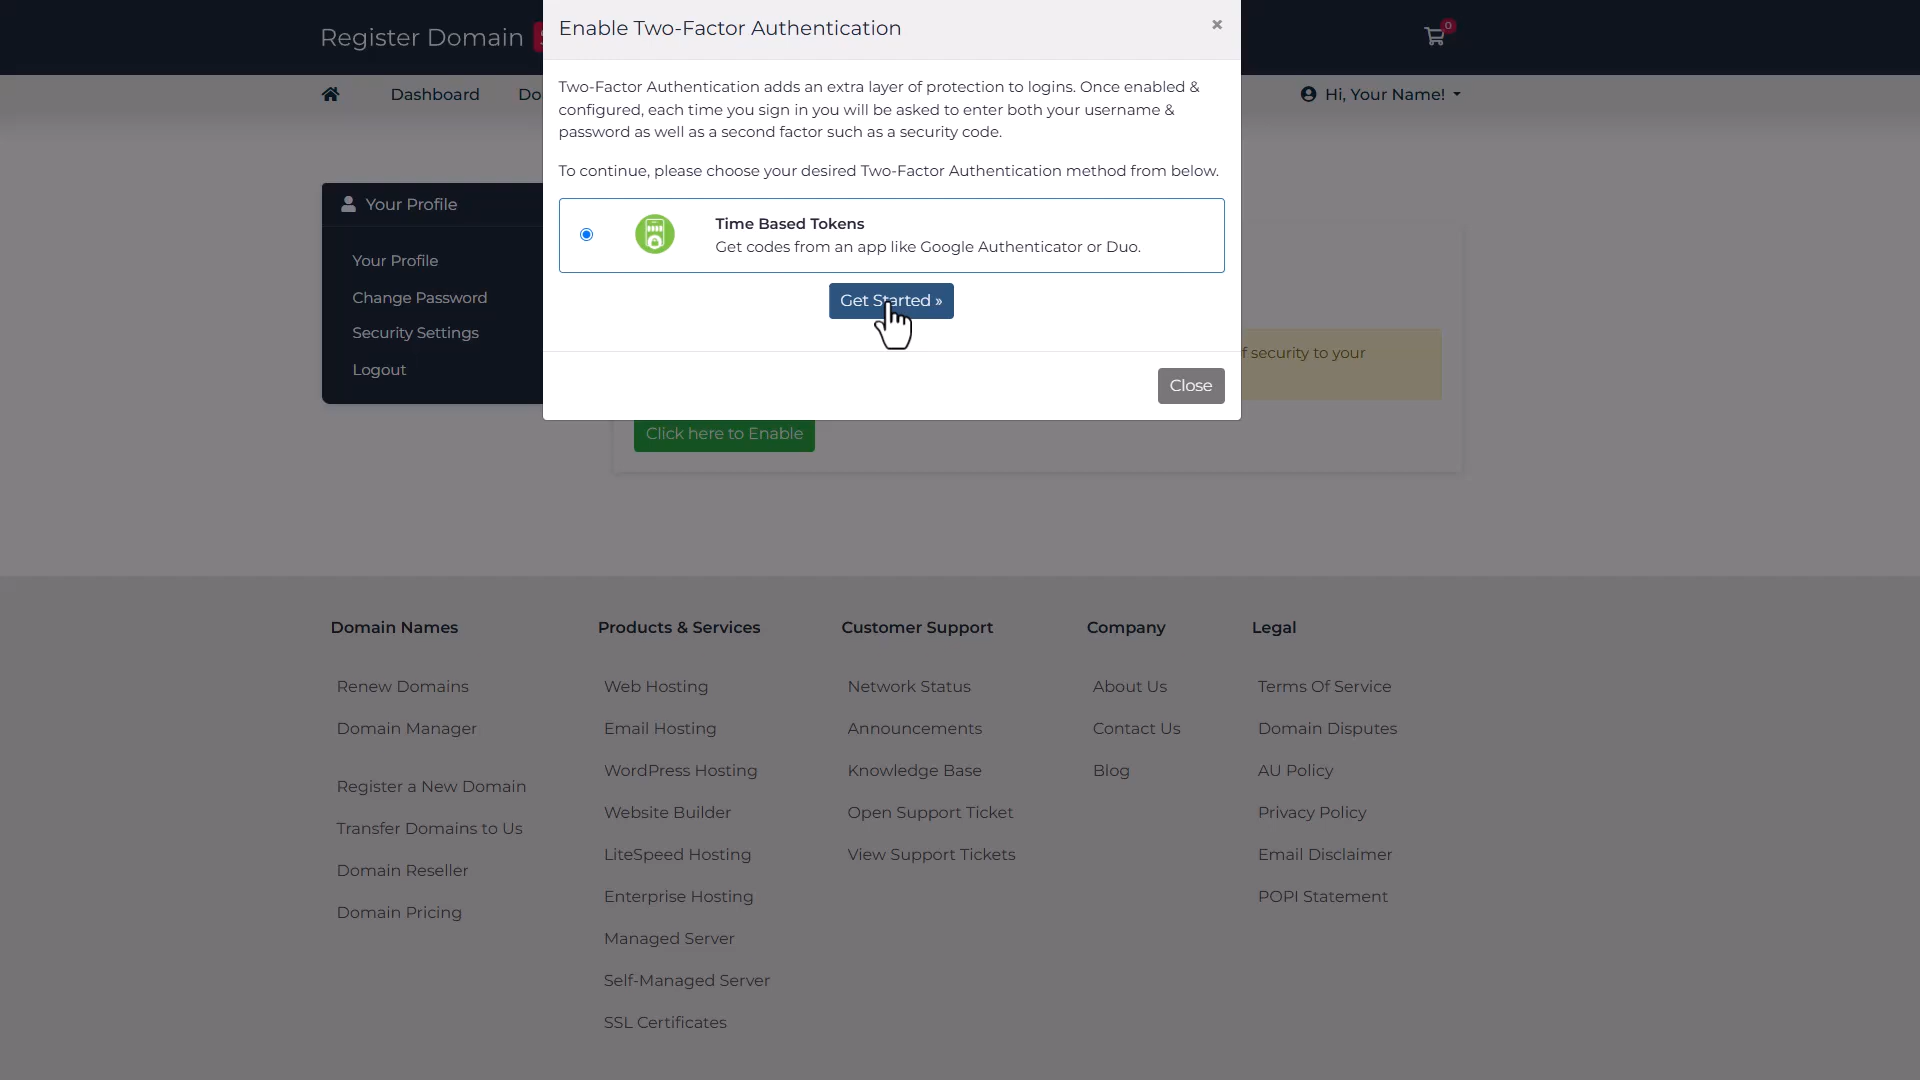 Register Domain
0
Dashboard
Hi, Your Name!
Enable Two-Factor Authentication
×
Two-Factor Authentication adds an extra layer of protection to logins. Once enabled &
configured, each time you sign in you will be asked to enter both your username &
password as well as a second factor such as a security code.
To continue, please choose your desired Two-Factor Authentication method from below.
Time Based Tokens
Get codes from an app like Google Authenticator or Duo.
Get Started »
Close
Your Profile
Your Profile
Change Password
Security Settings
Logout
security to your
Click here to Enable
Domain Names
Renew Domains
Domain Manager
Register a New Domain
Transfer Domains to Us
Domain Reseller
Domain Pricing
Products & Services
Web Hosting
Email Hosting
WordPress Hosting
Website Builder
LiteSpeed Hosting
Enterprise Hosting
Managed Server
Self-Managed Server
SSL Certificates
Customer Support
Network Status
Announcements
Knowledge Base
Open Support Ticket
View Support Tickets
Company
About Us
Contact Us
Blog
Legal
Terms Of Service
Domain Disputes
AU Policy
Privacy Policy
Email Disclaimer
POPI Statement